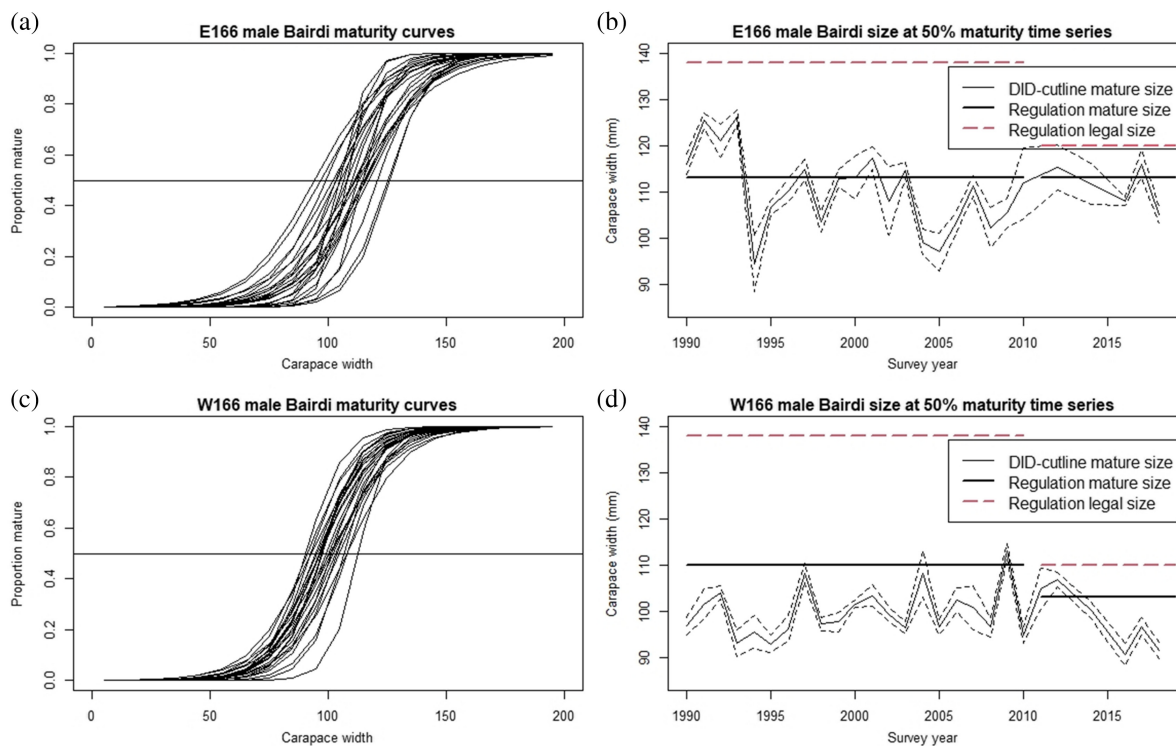 (a)
E166 male Bairdi maturity curves
Proportion mature
1.0
0.8
0.6
0.4
0.2
0.0
0 50 100 150 200
Carapace width
(b)
E166 male Bairdi size at 50% maturity time series
Carapace width (mm)
140
130
120
110
100
90
DID-cutline mature size
Regulation mature size
Regulation legal size
1990 1995 2000 2005 2010 2015
Survey year
(c)
W166 male Bairdi maturity curves
Proportion mature
1.0
0.8
0.6
0.4
0.2
0.0
0 50 100 150 200
Carapace width
(d)
W166 male Bairdi size at 50% maturity time series
Carapace width (mm)
140
130
120
110
100
90
DID-cutline mature size
Regulation mature size
Regulation legal size
1990 1995 2000 2005 2010 2015
Survey year